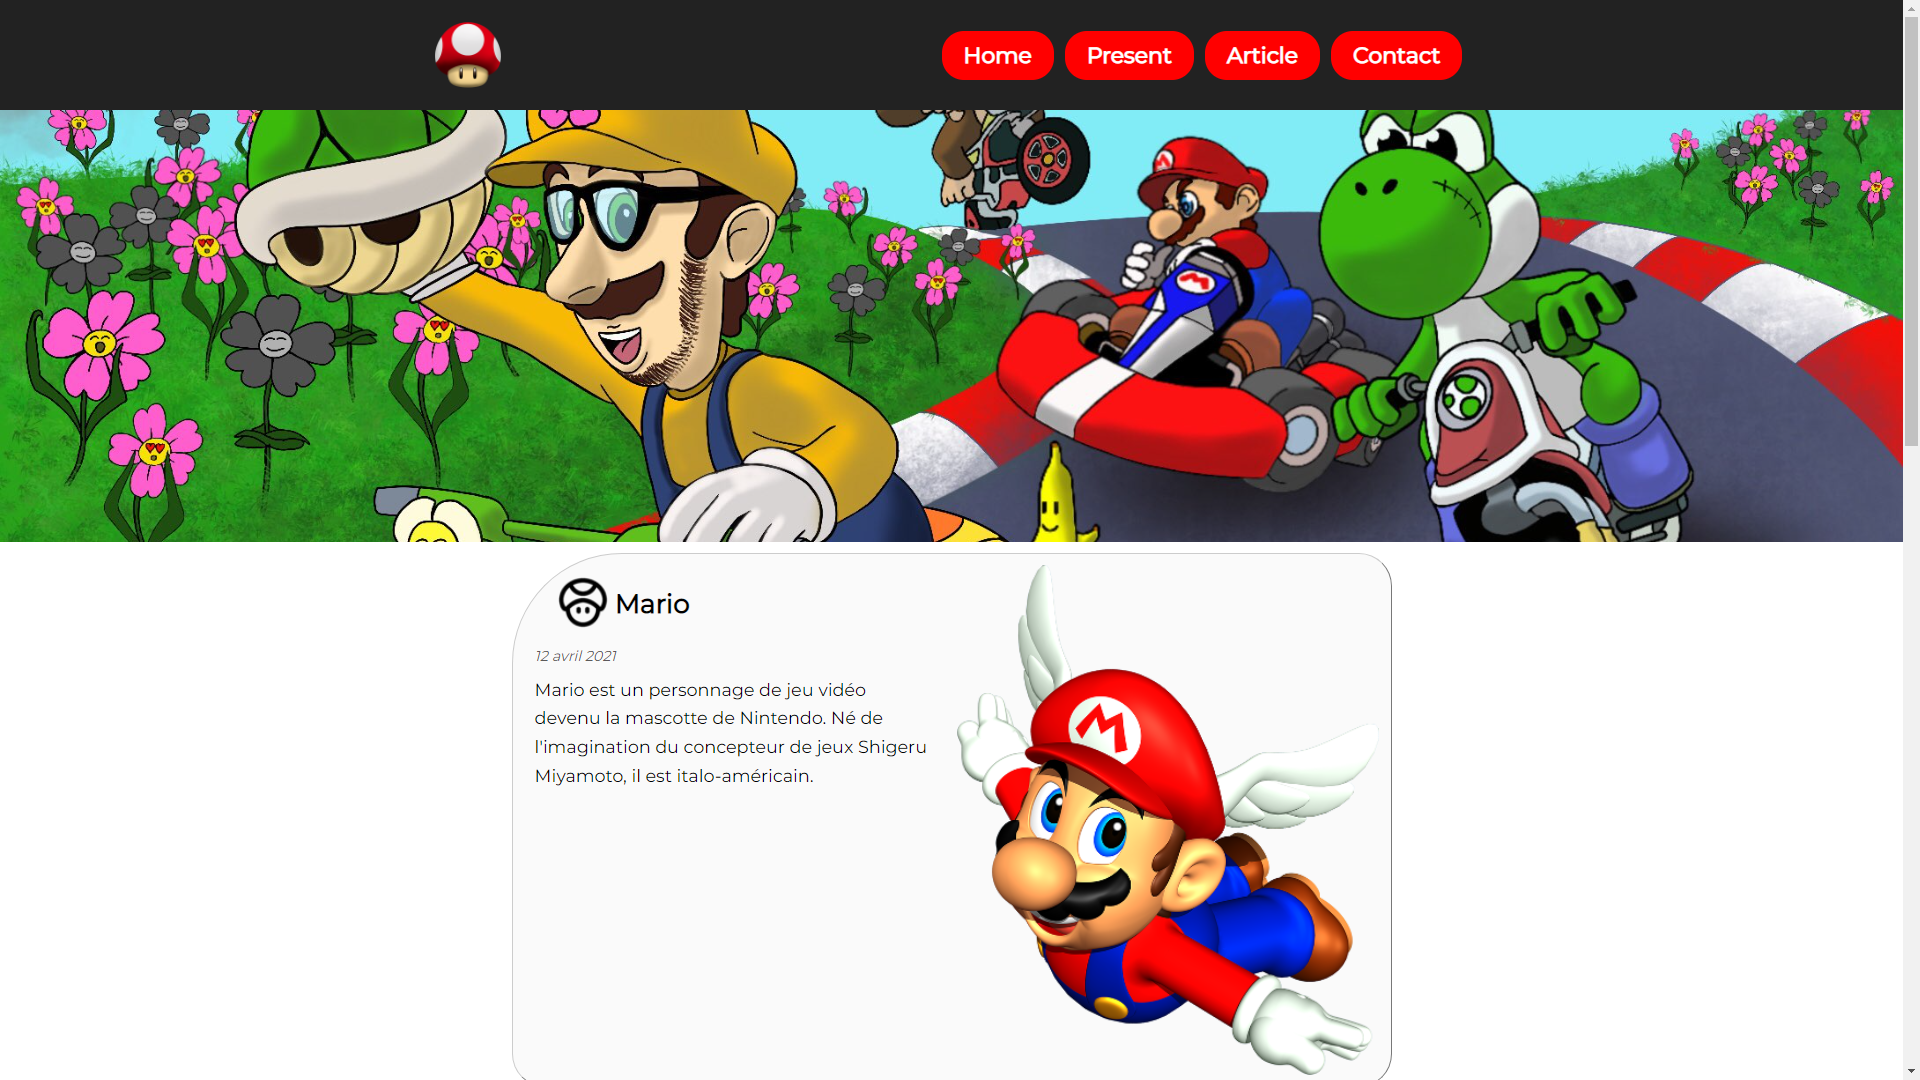 Home Present Article Contact
Mario
12 avril 2021
Mario est un personnage de jeu vidéo
devenu la mascotte de Nintendo. Né de
l'imagination du concepteur de jeux Shigeru
Miyamoto, il est italo-américain.